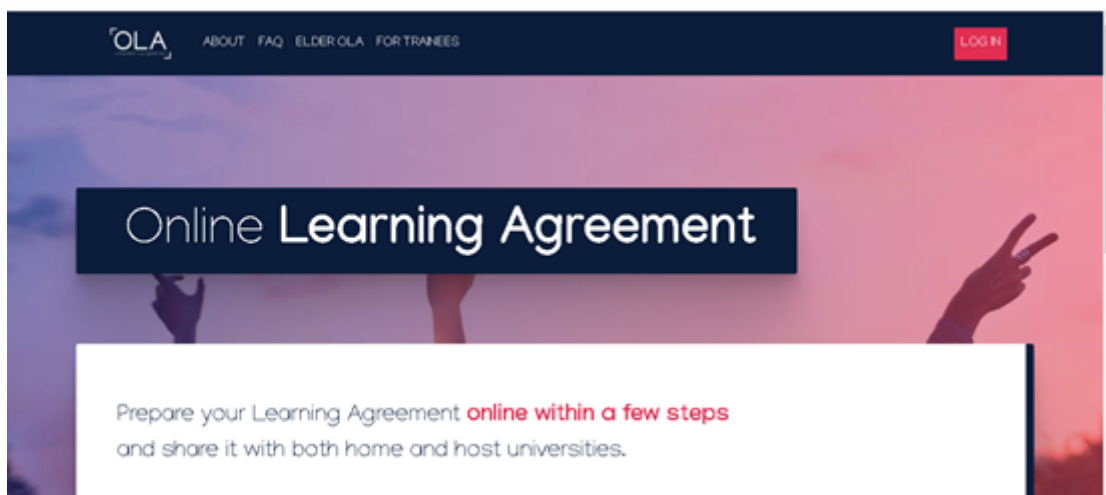 OLA
ABOUT FAQ ELDER OLA FOR TRAINEES
LOG IN
Online Learning Agreement
Prepare your Learning Agreement online within a few steps
and share it with both home and host universities.